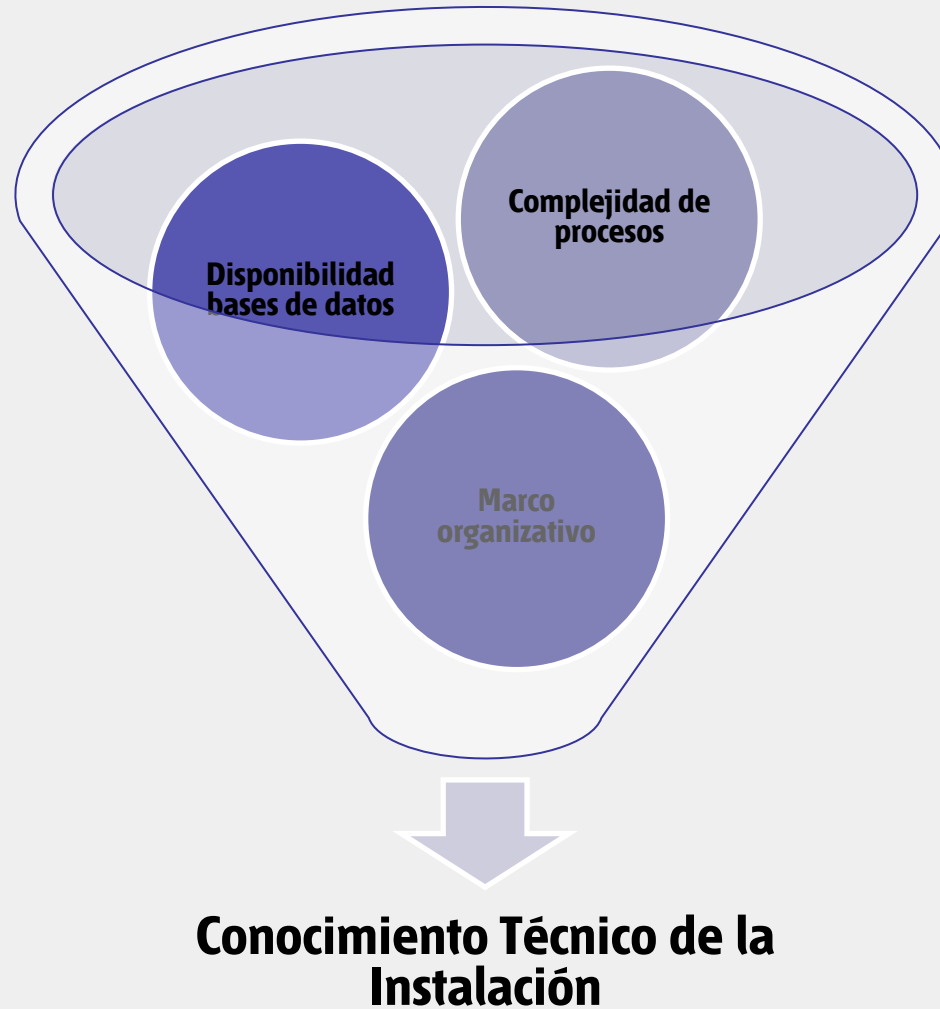 Complejidad de
procesos
Disponibilidad
bases de datos
Marco
organizativo
Conocimiento Técnico de la
Instalación